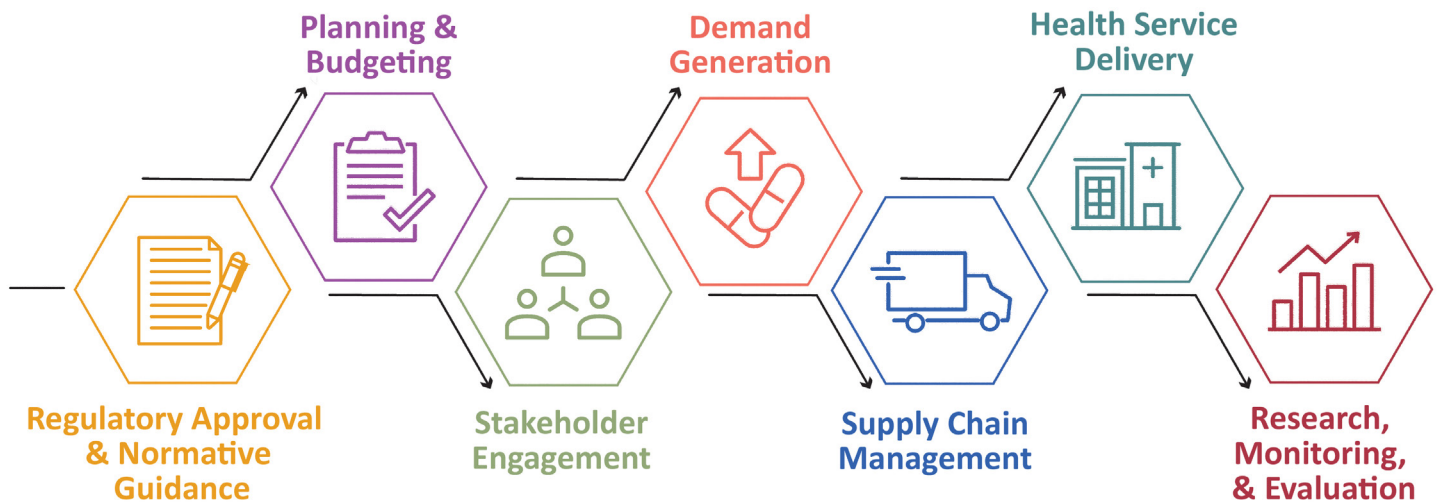 Regulatory Approval
& Normative
Guidance
Planning &
Budgeting
Stakeholder
Engagement
Demand
Generation
Supply Chain
Management
Health Service
Delivery
Research,
Monitoring,
& Evaluation